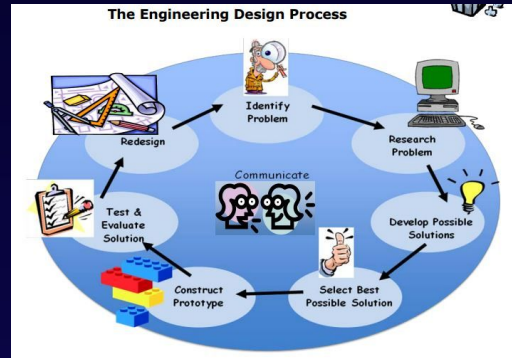 The Engineering Design Process
Identify
Problem
Research
Problem
Develop Possible
Solutions
Select Best
Possible Solution
Construct
Prototype
Test &
Evaluate
Solution
Redesign
Communicate